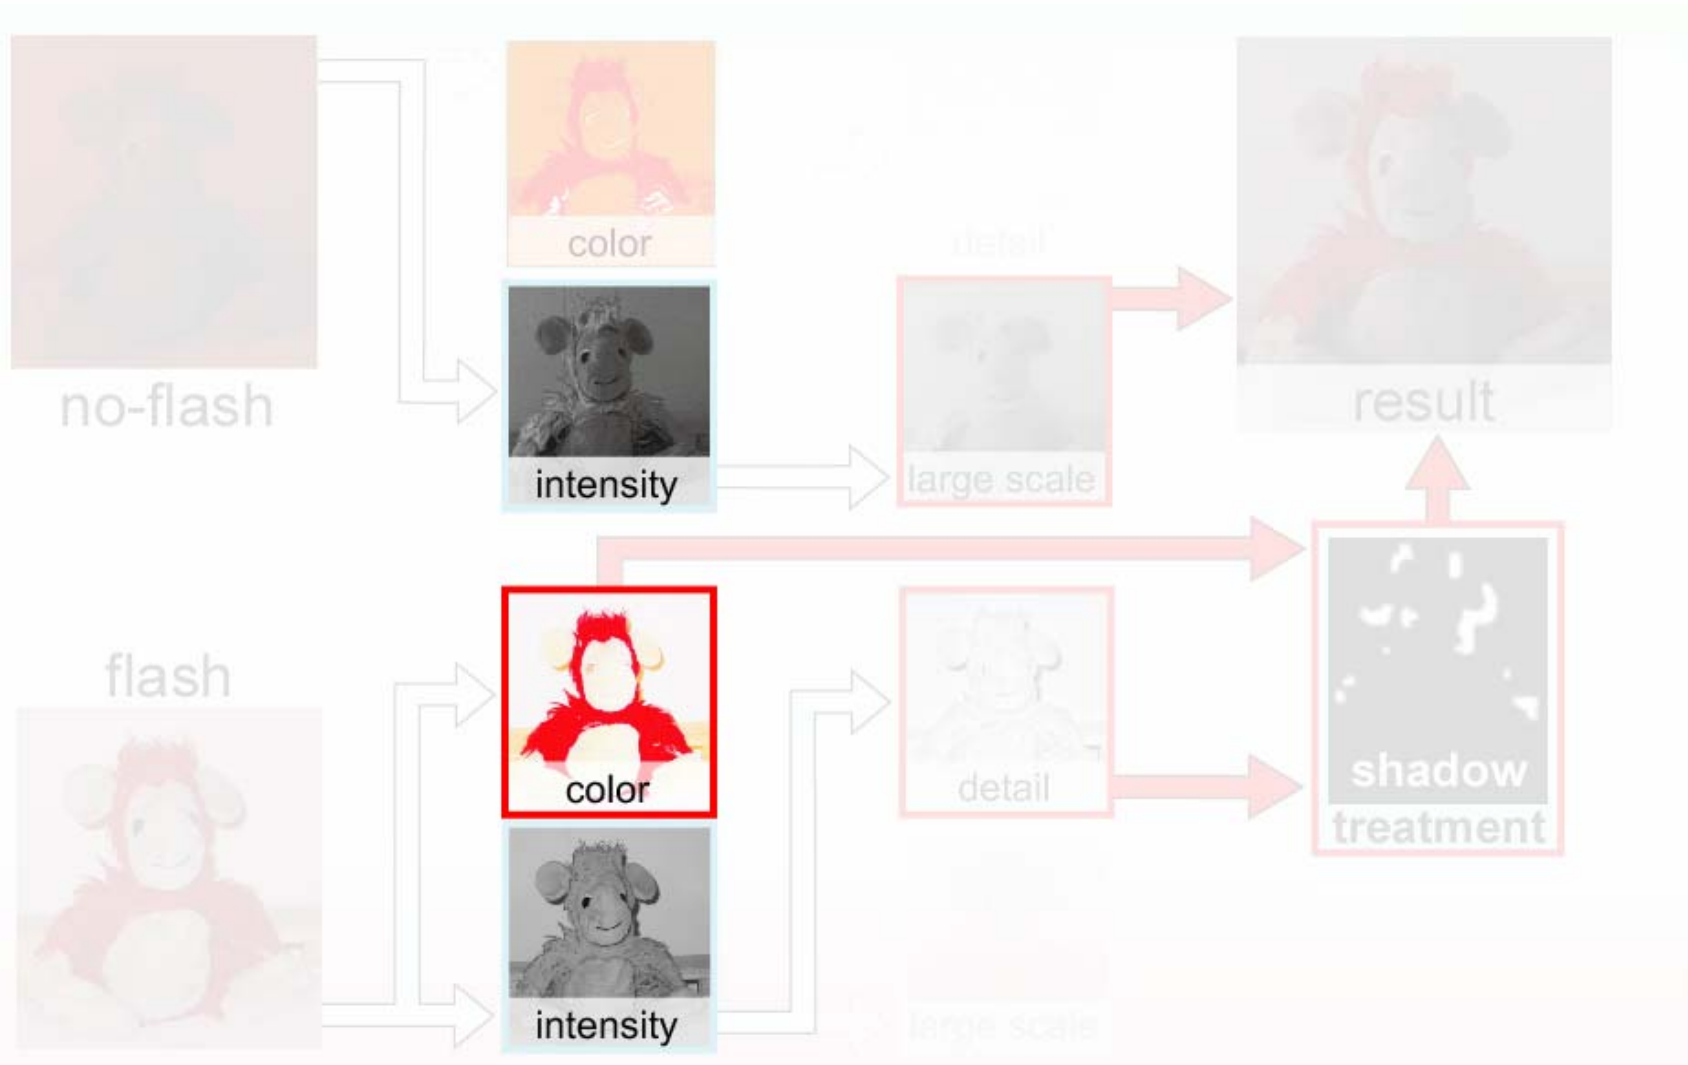 color
detail
no-flash
intensity
large scale
result
flash
color
detail
shadow
treatment
intensity
large scale